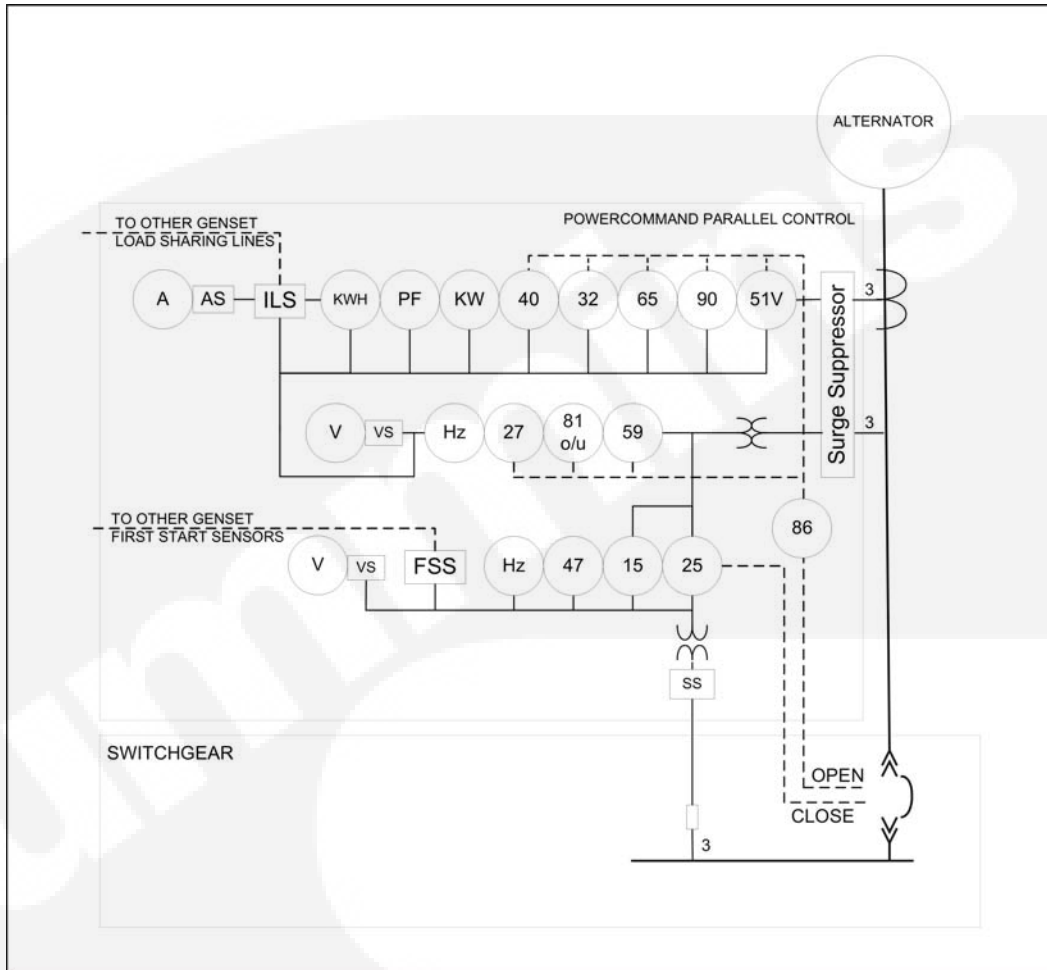 ALTERNATOR
POWERCOMMAND PARALLEL CONTROL
TO OTHER GENSET
LOAD SHARING LINES
A
AS
ILS
KWH
PF
KW
40
32
65
90
51V
3
Surge Suppressor
V
VS
Hz
27
81
o/u
59
3
86
TO OTHER GENSET
FIRST START SENSORS
V
VS
FSS
Hz
47
15
25
SS
SWITCHGEAR
OPEN
CLOSE
3
ummins